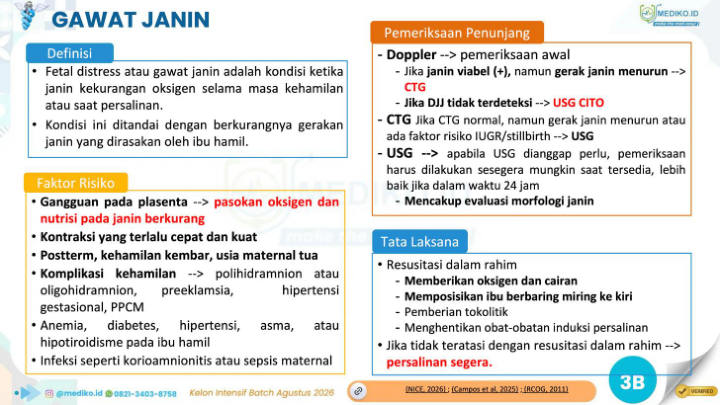 GAWAT JANIN
MEDIKO.ID
Definisi
• Fetal distress atau gawat janin adalah kondisi ketika
janin kekurangan oksigen selama masa kehamilan
atau saat persalinan.
• Kondisi ini ditandai dengan berkurangnya gerakan
janin yang dirasakan oleh ibu hamil.
Faktor Risiko
• Gangguan pada plasenta --> pasokan oksigen dan
nutrisi pada janin berkurang
• Kontraksi yang terlalu cepat dan kuat
• Postterm, kehamilan kembar, usia maternal tua
• Komplikasi kehamilan --> polihidramnion atau
oligohidramnion, preeklamsia, hipertensi
gestasional, PPCM
• Anemia, diabetes, hipertensi, asma, atau
hipotiroidisme pada ibu hamil
• Infeksi seperti korioamnionitis atau sepsis maternal
Pemeriksaan Penunjang
- Doppler --> pemeriksaan awal
- Jika janin viabel (+), namun gerak janin menurun -->
CTG
- Jika DJJ tidak terdeteksi --> USG CITO
- CTG Jika CTG normal, namun gerak janin menurun atau
ada faktor risiko IUGR/stillbirth --> USG
- USG --> apabila USG dianggap perlu, pemeriksaan
harus dilakukan sesegera mungkin saat tersedia, lebih
baik jika dalam waktu 24 jam
- Mencakup evaluasi morfologi janin
Tata Laksana
• Resusitasi dalam rahim
- Memberikan oksigen dan cairan
- Memposisikan ibu berbaring miring ke kiri
- Pemberian tokolitik
- Menghentikan obat-obatan induksi persalinan
• Jika tidak teratasi dengan resusitasi dalam rahim -->
persalinan segera.
@mediko.id 0821-3403-8758 Kelon Intensif Batch Agustus 2026
(NICE, 2026) ; (Campos et al, 2025) ; (RCOG, 2011)
3B
VERIFIED